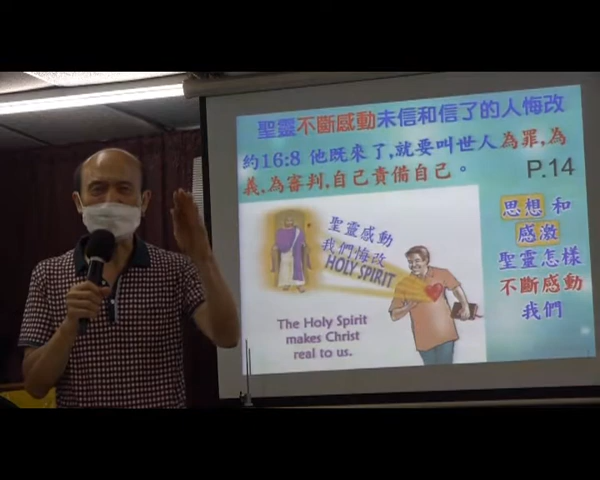 聖靈不斷感動未信和信了的人悔改
約16:8 他既來了,就要叫世人為罪,為
義,為審判,自己責備自己。
P.14
聖靈感動
我們悔改
HOLY SPIRIT
The Holy Spirit
makes Christ
real to us.
思想 和
感激
聖靈怎樣
不斷感動
我們